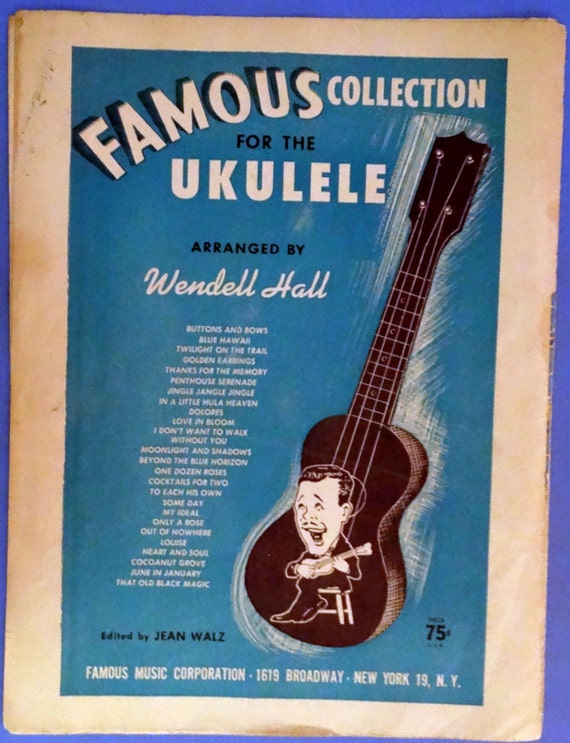 FAMOUS COLLECTION
FOR THE
UKULELE
ARRANGED BY
Wendell Hall
BUTTONS AND BOWS
BLUE HAWAII
TWILIGHT ON THE TRAIL
GOLDEN EARRINGS
THANKS FOR THE MEMORY
PENTHOUSE SERENADE
JINGLE JANGLE JINGLE
IN A LITTLE HULA HEAVEN
DOLORES
LOVE IN BLOOM
I DON'T WANT TO WALK
WITHOUT YOU
MOONLIGHT AND SHADOWS
BEYOND THE BLUE HORIZON
ONE DOZEN ROSES
COCKTAILS FOR TWO
TO EACH HIS OWN
SOME DAY
MY IDEAL
ONLY A ROSE
OUT OF NOWHERE
LOUISE
HEART AND SOUL
COCOANUT GROVE
JUNE IN JANUARY
THAT OLD BLACK MAGIC
Edited by JEAN WALZ
PRICE
75¢
U.S.A.
FAMOUS MUSIC CORPORATION · 1619 BROADWAY · NEW YORK 19, N. Y.